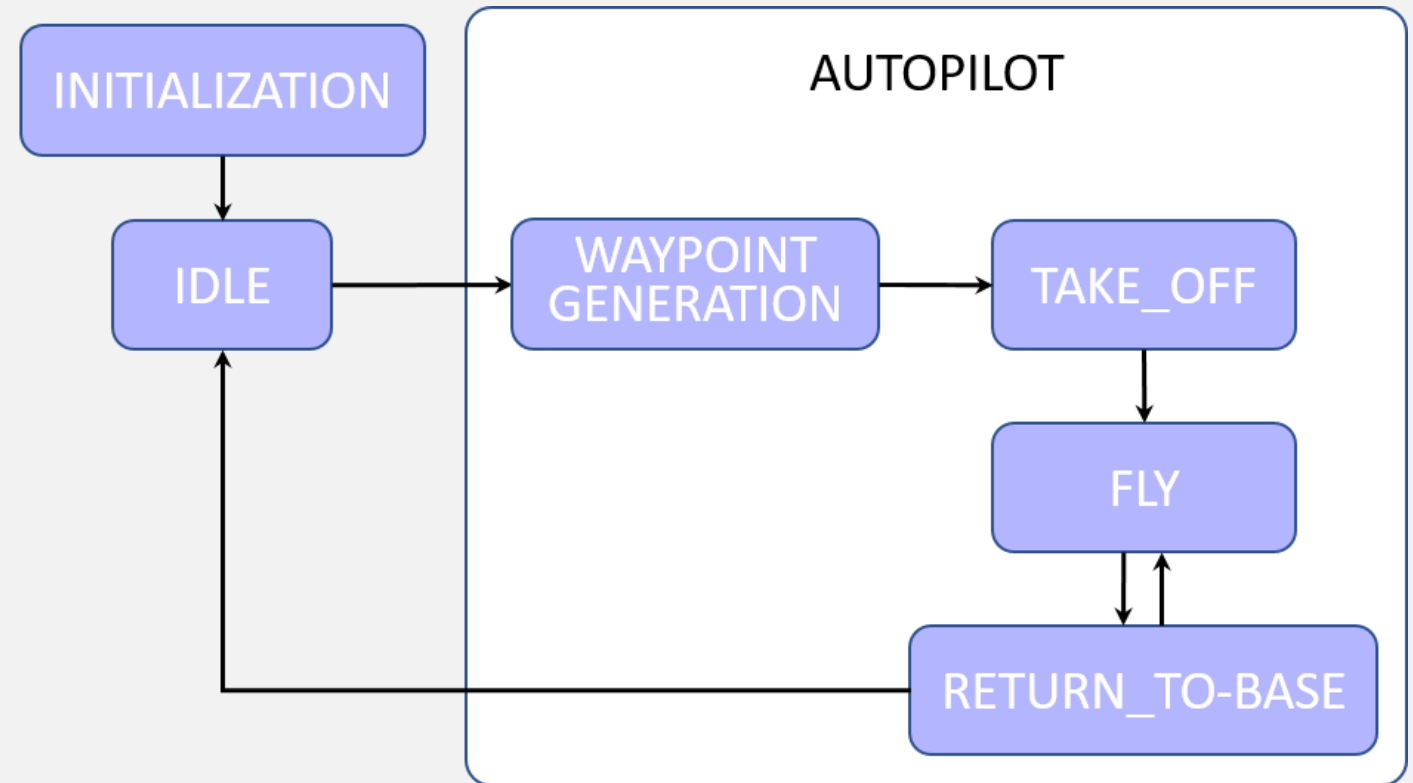 INITIALIZATION
AUTOPILOT
IDLE
WAYPOINT
GENERATION
TAKE_OFF
FLY
RETURN_TO-BASE